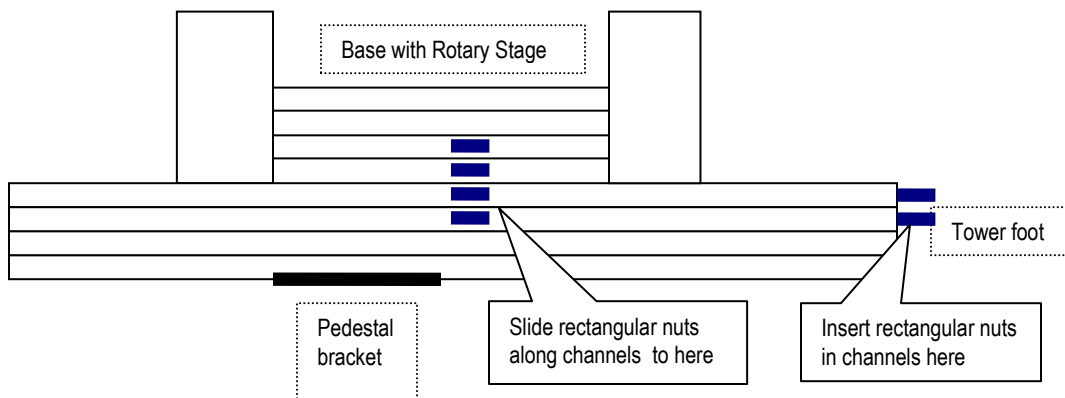 Base with Rotary Stage
Tower foot
Pedestal
bracket
Slide rectangular nuts
along channels to here
Insert rectangular nuts
in channels here